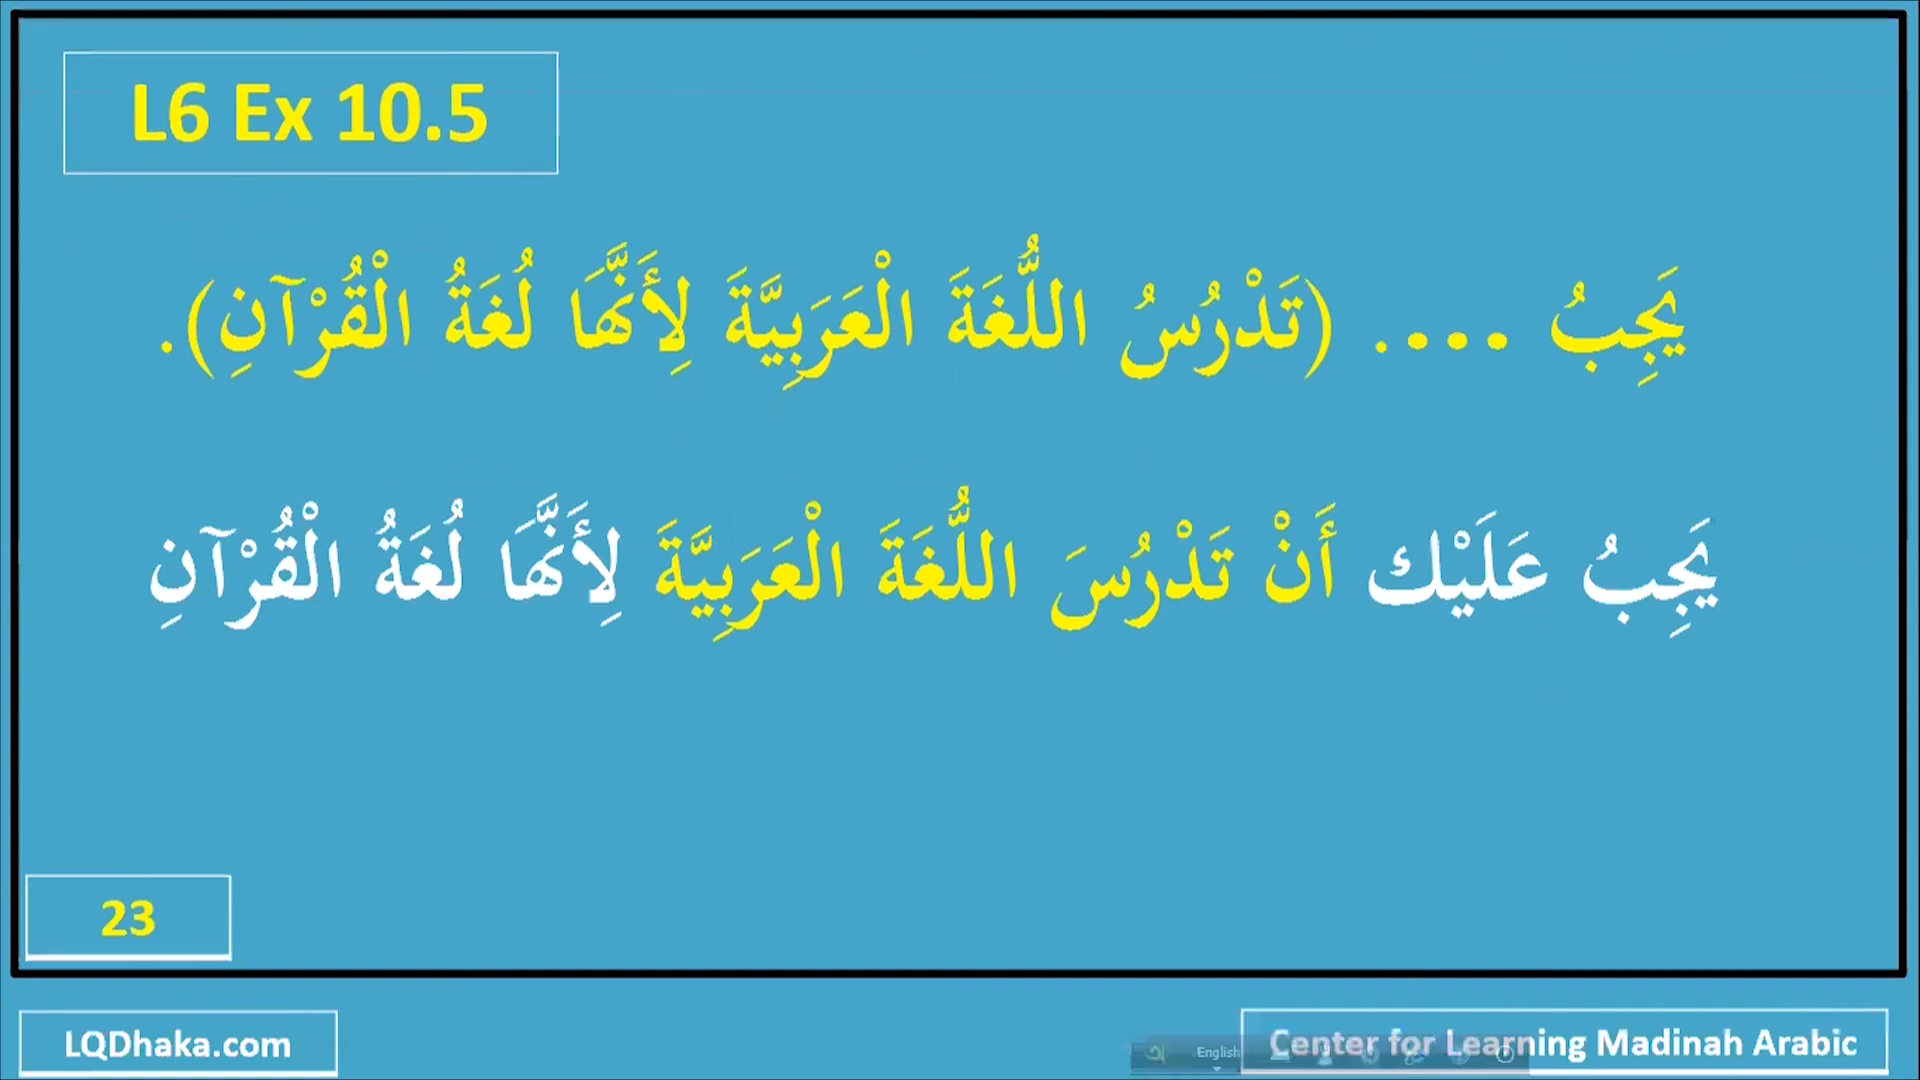 L6 Ex 10.5
يَجِبُ .... (تَدْرُسُ اللُّغَةَ الْعَرَبِيَّةَ لِأَنَّهَا لُغَةُ الْقُرْآنِ).
يَجِبُ عَلَيْك أَنْ تَدْرُسَ اللُّغَةَ الْعَرَبِيَّةَ لِأَنَّهَا لُغَةُ الْقُرْآنِ
23
LQDhaka.com
Center for Learning Madinah Arabic
English